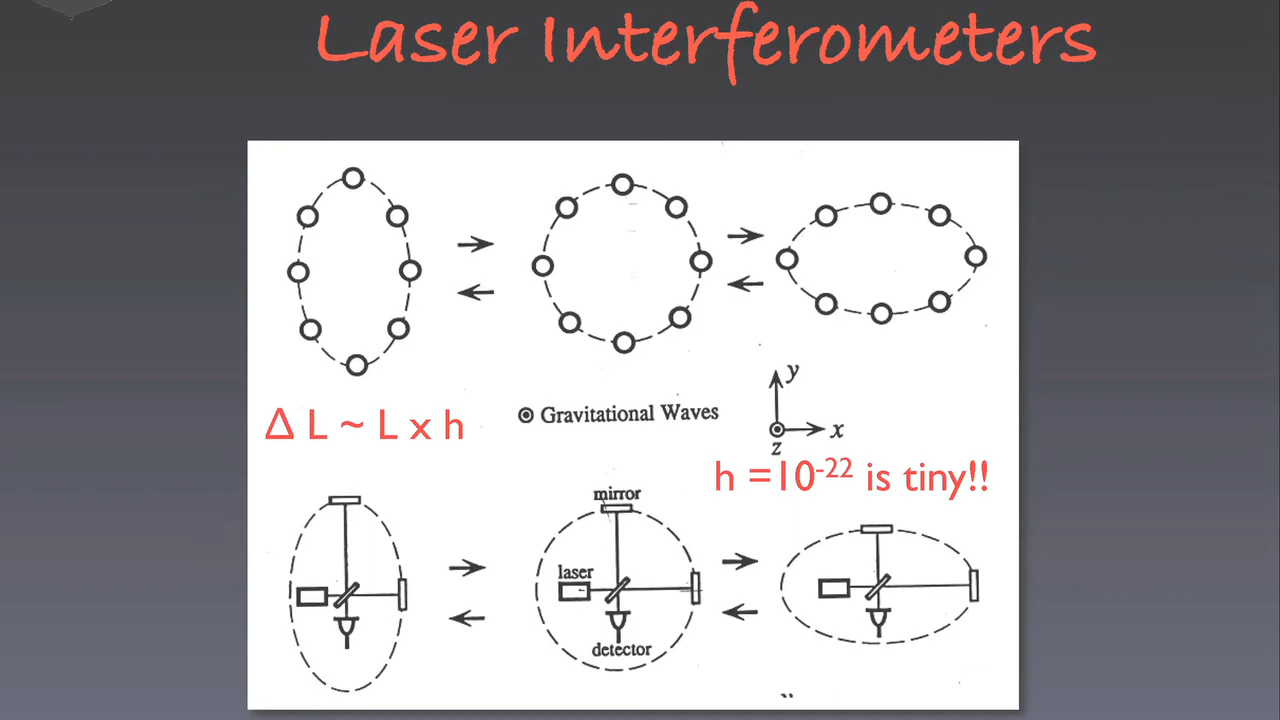 Laser Interferometers
Δ L ~ L x h
Gravitational Waves
y
x
z
h =10⁻²² is tiny!!
mirror
laser
detector